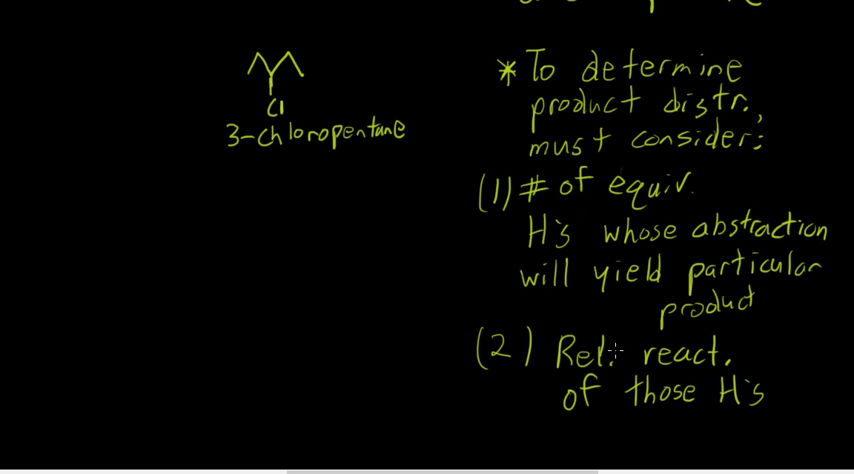 Cl
3-chloropentane
* To determine
product distr.,
must consider:
(1) # of equiv.
H's whose abstraction
will yield particular
product
(2) Rel. react.
of those H's